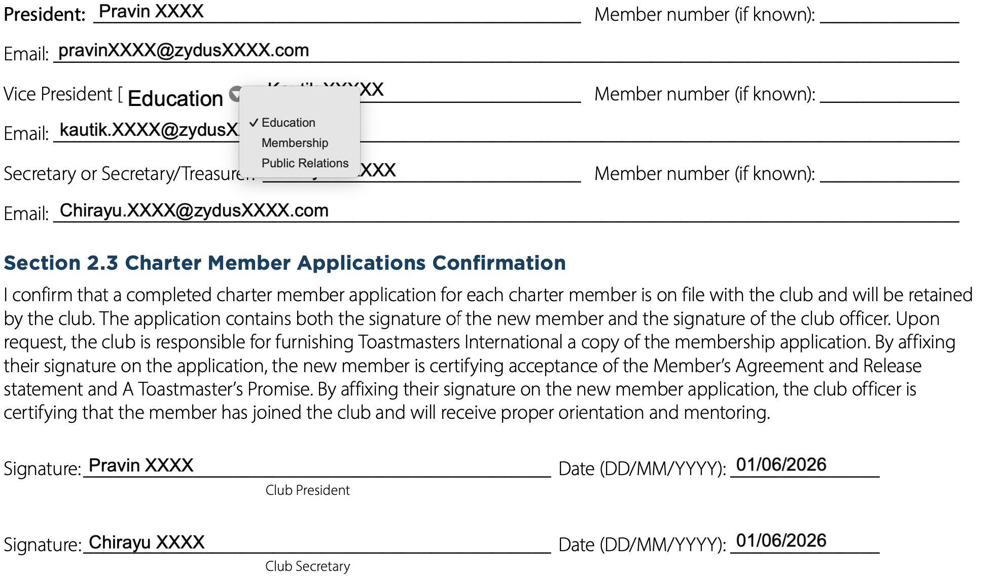 President: Pravin XXXX Member number (if known):
Email: pravinXXXX@zydusXXXX.com
Vice President [ Education XX Member number (if known):
Email: kautik.XXXX@zydusX
Education
Membership
Public Relations
Secretary or Secretary/Treasurer: XXX Member number (if known):
Email: Chirayu.XXXX@zydusXXXX.com
Section 2.3 Charter Member Applications Confirmation
I confirm that a completed charter member application for each charter member is on file with the club and will be retained
by the club. The application contains both the signature of the new member and the signature of the club officer. Upon
request, the club is responsible for furnishing Toastmasters International a copy of the membership application. By affixing
their signature on the application, the new member is certifying acceptance of the Member’s Agreement and Release
statement and A Toastmaster’s Promise. By affixing their signature on the new member application, the club officer is
certifying that the member has joined the club and will receive proper orientation and mentoring.
Signature: Pravin XXXX Date (DD/MM/YYYY): 01/06/2026
Club President
Signature: Chirayu XXXX Date (DD/MM/YYYY): 01/06/2026
Club Secretary